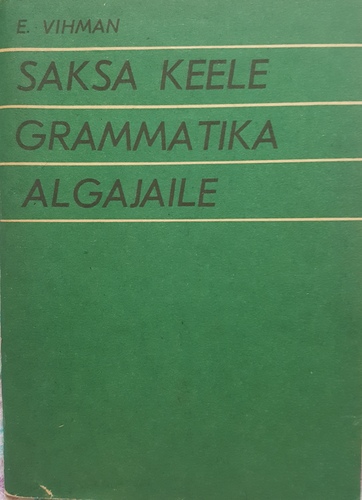 E. VIHMAN
SAKSA KEELE
GRAMMATIKA
ALGAJAILE